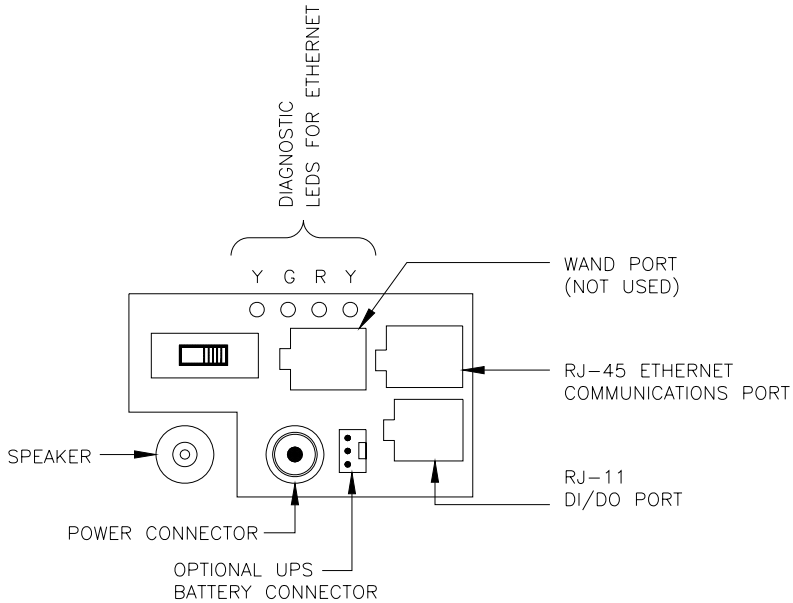 DIAGNOSTIC
LEDS FOR ETHERNET
Y G R Y
WAND PORT
(NOT USED)
RJ-45 ETHERNET
COMMUNICATIONS PORT
SPEAKER
RJ-11
DI/DO PORT
POWER CONNECTOR
OPTIONAL UPS
BATTERY CONNECTOR